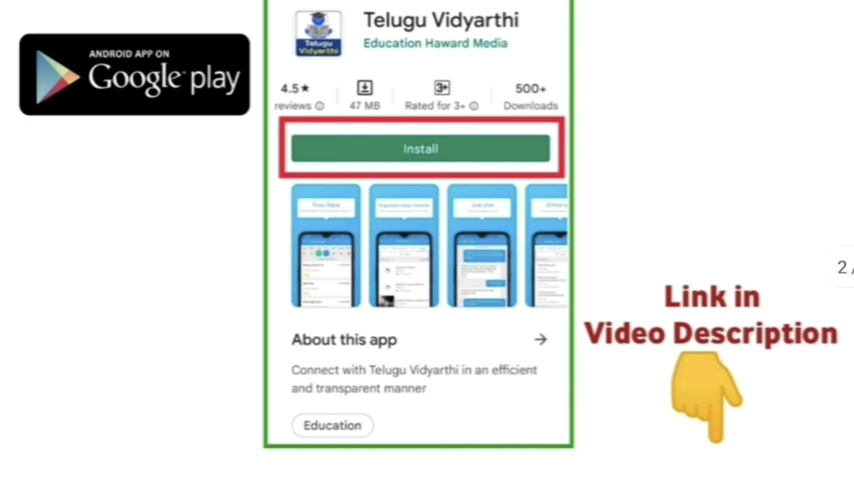 ANDROID APP ON
Google play
Telugu
Vidyarthi
Telugu Vidyarthi
Education Haward Media
4.5★
reviews
47 MB
3+
Rated for 3+
500+
Downloads
Install
Time Table
Live chat
2 /
Link in
Video Description
About this app →
Connect with Telugu Vidyarthi in an efficient
and transparent manner
Education